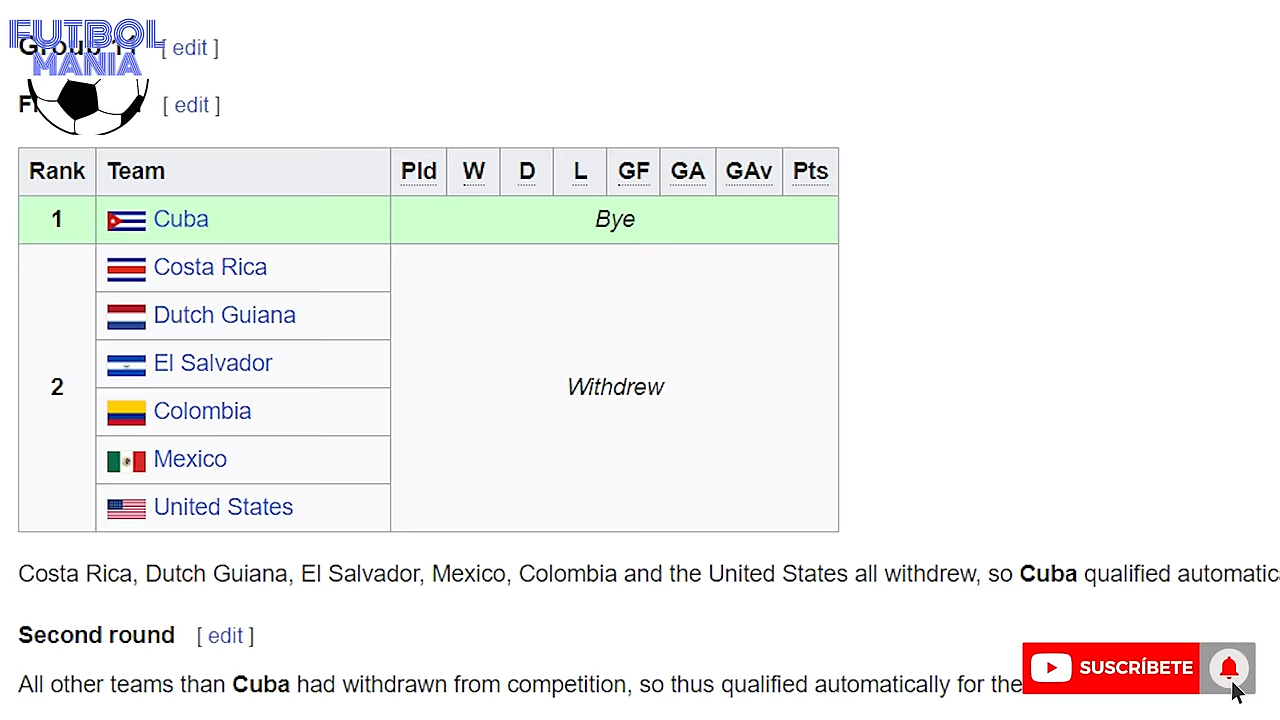 FUTBOL
MANIA
Group 11 [ edit ]
[ edit ]
Rank Team Pld W D L GF GA GAv Pts
1 Cuba Bye
2 Costa Rica Withdrew
Dutch Guiana
El Salvador
Colombia
Mexico
United States
Costa Rica, Dutch Guiana, El Salvador, Mexico, Colombia and the United States all withdrew, so Cuba qualified
Second round [ edit ]
All other teams than Cuba had withdrawn from competition, so thus qualified automatically for the
SUSCRÍBETE